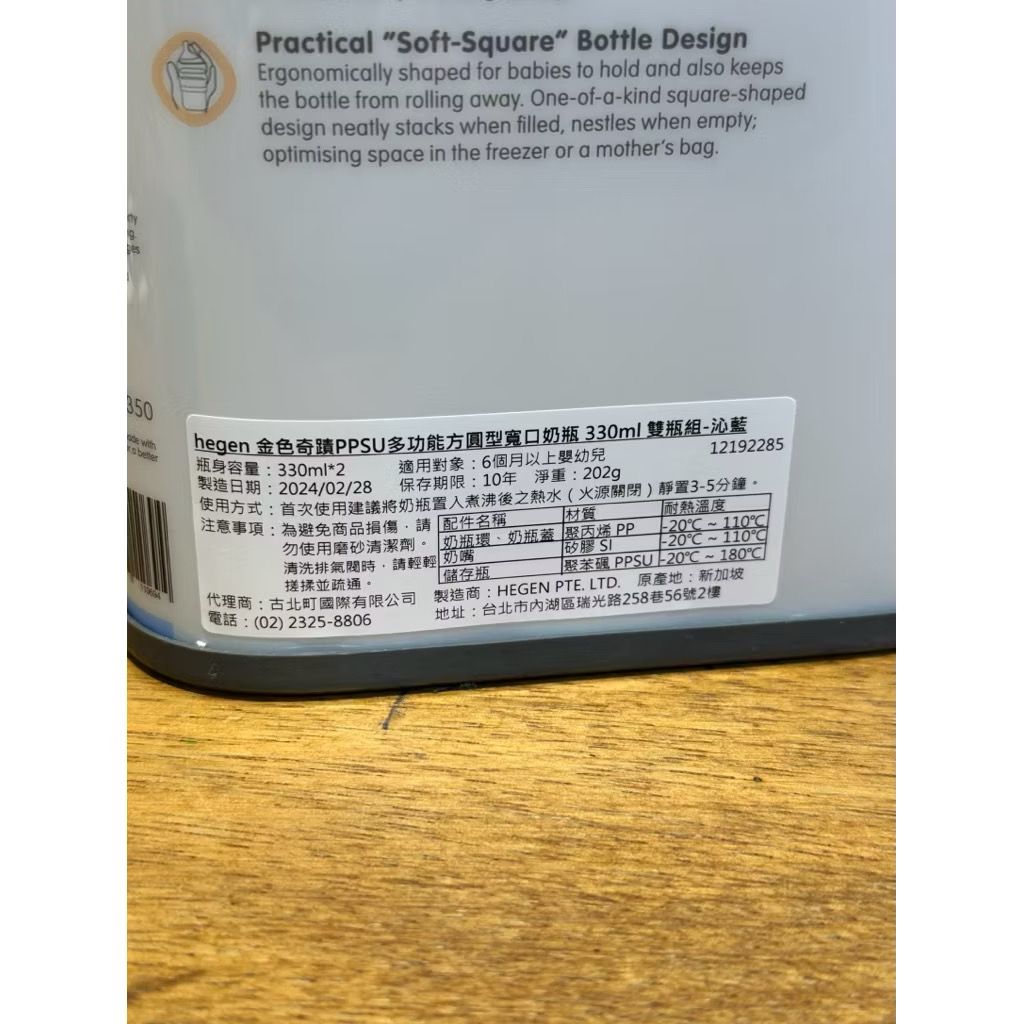 Practical "Soft-Square" Bottle Design
Ergonomically shaped for babies to hold and also keeps
the bottle from rolling away. One-of-a-kind square-shaped
design neatly stacks when filled, nestles when empty;
optimising space in the freezer or a mother's bag.
350
hegen 金色奇蹟PPSU多功能方圓型寬口奶瓶 330ml 雙瓶組-沁藍
12192285
瓶身容量：330ml*2 適用對象：6個月以上嬰幼兒
製造日期：2024/02/28 保存期限：10年 淨重：202g
使用方式：首次使用建議將奶瓶置入煮沸後之熱水（火源關閉）靜置3-5分鐘。
注意事項：為避免商品損傷，請
勿使用磨砂清潔劑。
清洗排氣閥時，請輕輕
搓揉並疏通。
配件名稱 材質 耐熱溫度
奶瓶環、奶瓶蓋 聚丙烯 PP -20℃ ~ 110℃
奶嘴 矽膠 SI -20℃ ~ 110℃
儲存瓶 聚苯碸 PPSU -20℃ ~ 180℃
代理商：古北町國際有限公司 製造商：HEGEN PTE. LTD. 原產地：新加坡
電話：(02) 2325-8806 地址：台北市內湖區瑞光路258巷56號2樓